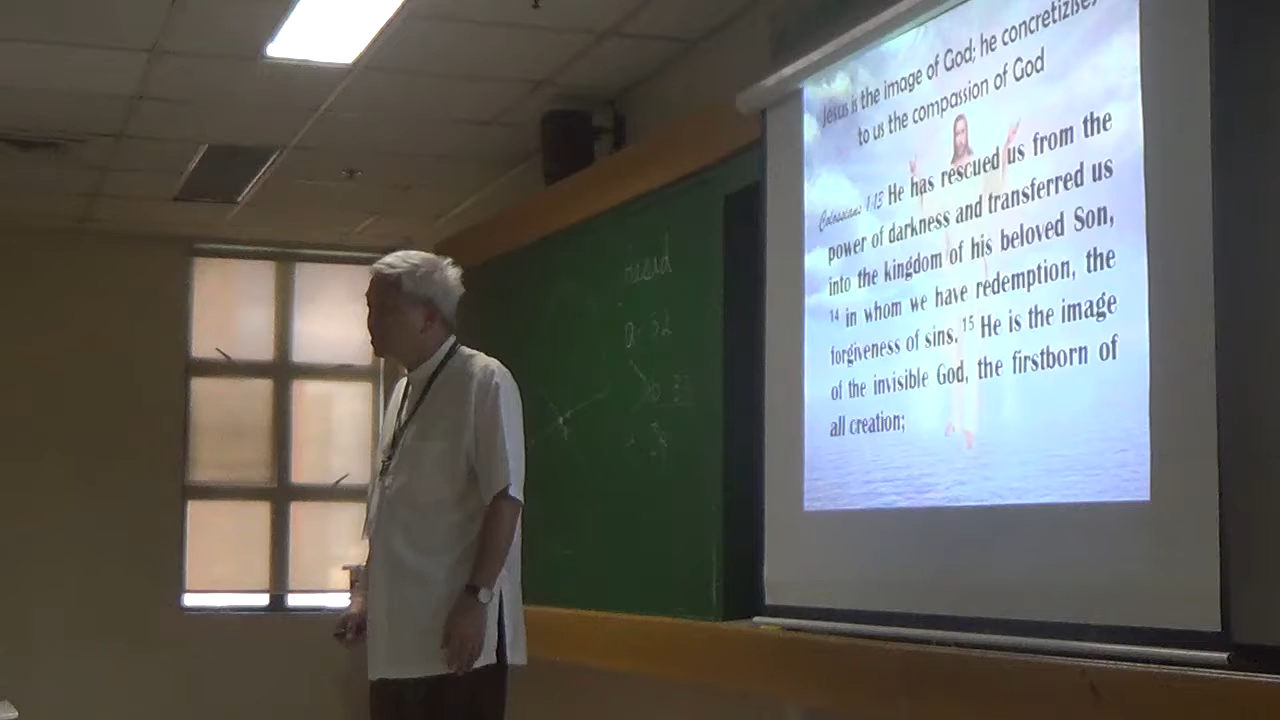 Jesus is the image of God; he concretizes
to us the compassion of God
Colossians 1:13 He has rescued us from the
power of darkness and transferred us
into the kingdom of his beloved Son,
14 in whom we have redemption, the
forgiveness of sins. 15 He is the image
of the invisible God, the firstborn of
all creation;